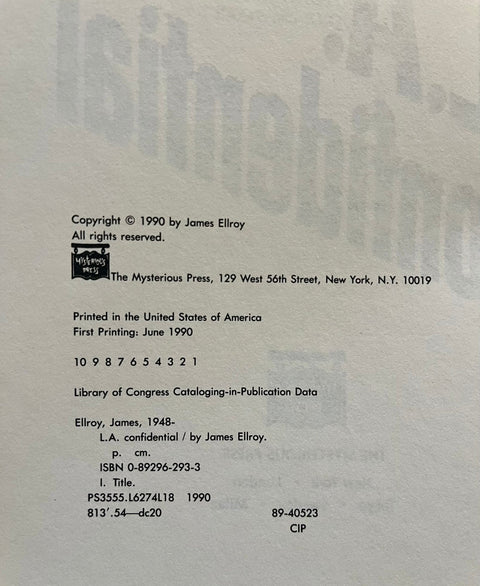 Copyright © 1990 by James Ellroy
All rights reserved.
MYSTERIOUS
PRESS
The Mysterious Press, 129 West 56th Street, New York, N.Y. 10019
Printed in the United States of America
First Printing: June 1990
10 9 8 7 6 5 4 3 2 1
Library of Congress Cataloging-in-Publication Data
Ellroy, James, 1948-
L.A. confidential / by James Ellroy.
p. cm.
ISBN 0-89296-293-3
I. Title.
PS3555.L6274L18 1990
813'.54—dc20 89-40523
CIP